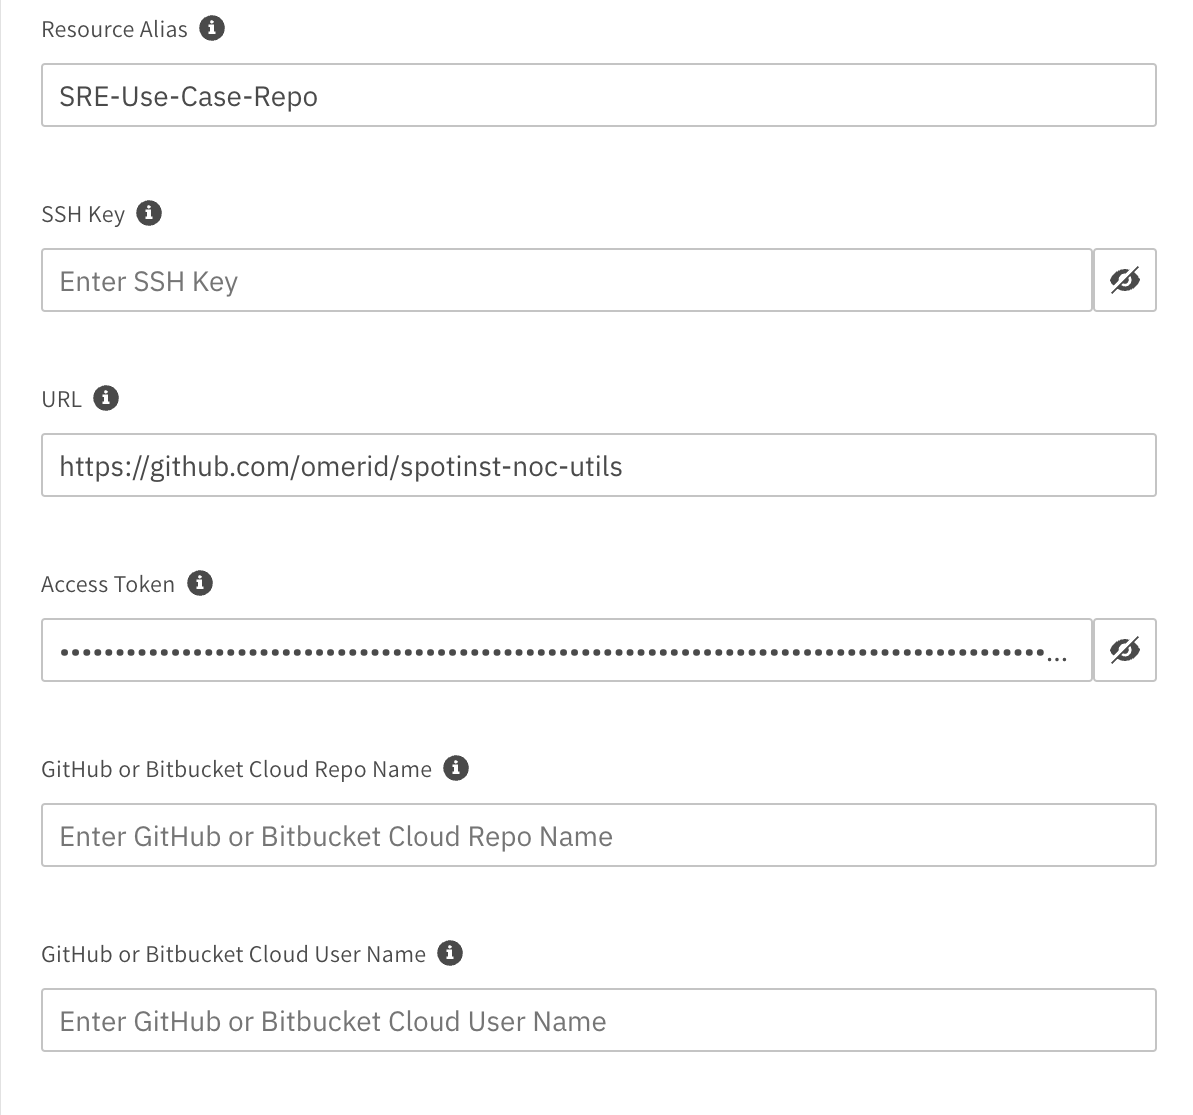 Resource Alias
SRE-Use-Case-Repo
SSH Key
Enter SSH Key
URL
https://github.com/omerid/spotinst-noc-utils
Access Token
••••••••••••••••••••••••••••••••••••••••••••••••••••••••••••••••••••••••••••••••••••••••...
GitHub or Bitbucket Cloud Repo Name
Enter GitHub or Bitbucket Cloud Repo Name
GitHub or Bitbucket Cloud User Name
Enter GitHub or Bitbucket Cloud User Name